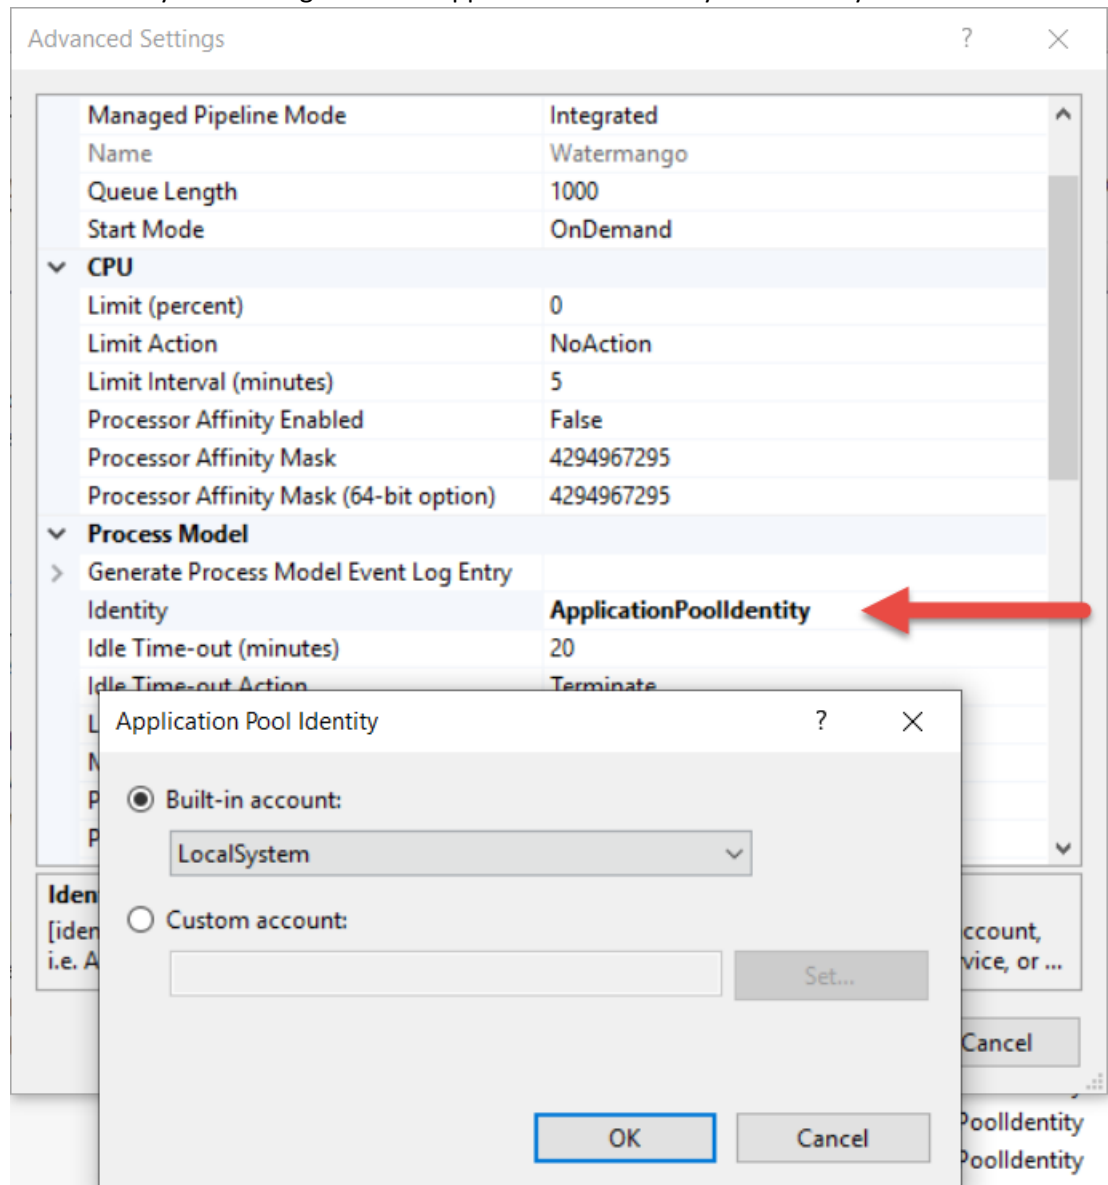 Advanced Settings ?
Managed Pipeline Mode Integrated
Name Watermango
Queue Length 1000
Start Mode OnDemand
CPU
Limit (percent) 0
Limit Action NoAction
Limit Interval (minutes) 5
Processor Affinity Enabled False
Processor Affinity Mask 4294967295
Processor Affinity Mask (64-bit option) 4294967295
Process Model
Generate Process Model Event Log Entry
Identity ApplicationPoolIdentity
Idle Time-out (minutes) 20
Idle Time-out Action Terminate
Application Pool Identity ?
Built-in account:
LocalSystem
Custom account:
Set...
i.e. A
vice, or ...
Cancel
OK Cancel
PoolIdentity
PoolIdentity